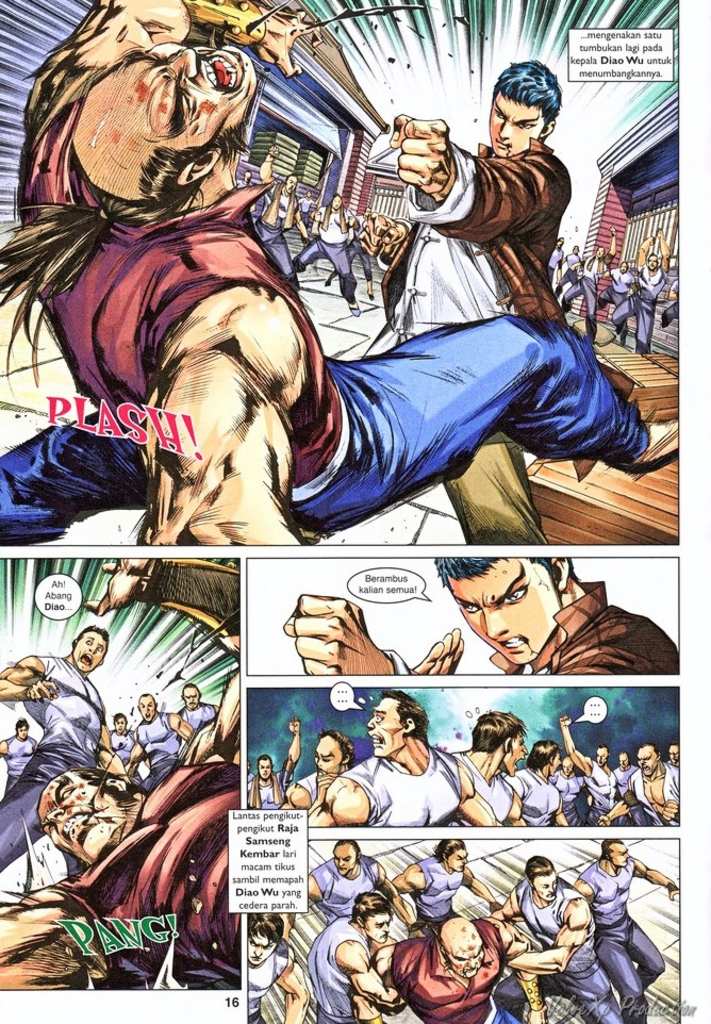 ...mengenakan satu
tumbukan lagi pada
kepala Diao Wu untuk
menumbangkannya.
PLASH!
Ah!
Abang
Diao...
PANG!
Berambus
kalian semua!
...
...
...
...
Lantas pengikut-
pengikut Raja
Samseng
Kembar lari
macam tikus
sambil memapah
Diao Wu yang
cedera parah.
16